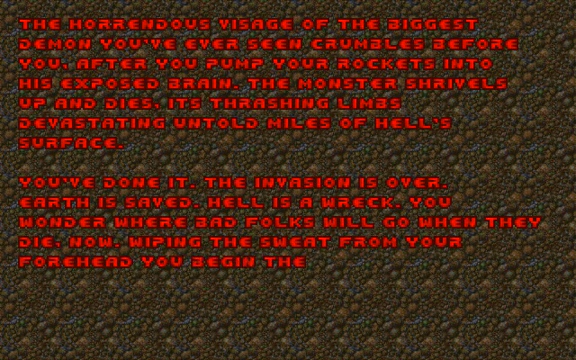 THE HORRENDOUS VISAGE OF THE BIGGEST
DEMON YOU'VE EVER SEEN CRUMBLES BEFORE
YOU, AFTER YOU PUMP YOUR ROCKETS INTO
HIS EXPOSED BRAIN. THE MONSTER SHRIVELS
UP AND DIES, ITS THRASHING LIMBS
DEVASTATING UNTOLD MILES OF HELL'S
SURFACE.

YOU'VE DONE IT. THE INVASION IS OVER.
EARTH IS SAVED. HELL IS A WRECK. YOU
WONDER WHERE BAD FOLKS WILL GO WHEN THEY
DIE, NOW. WIPING THE SWEAT FROM YOUR
FOREHEAD YOU BEGIN THE